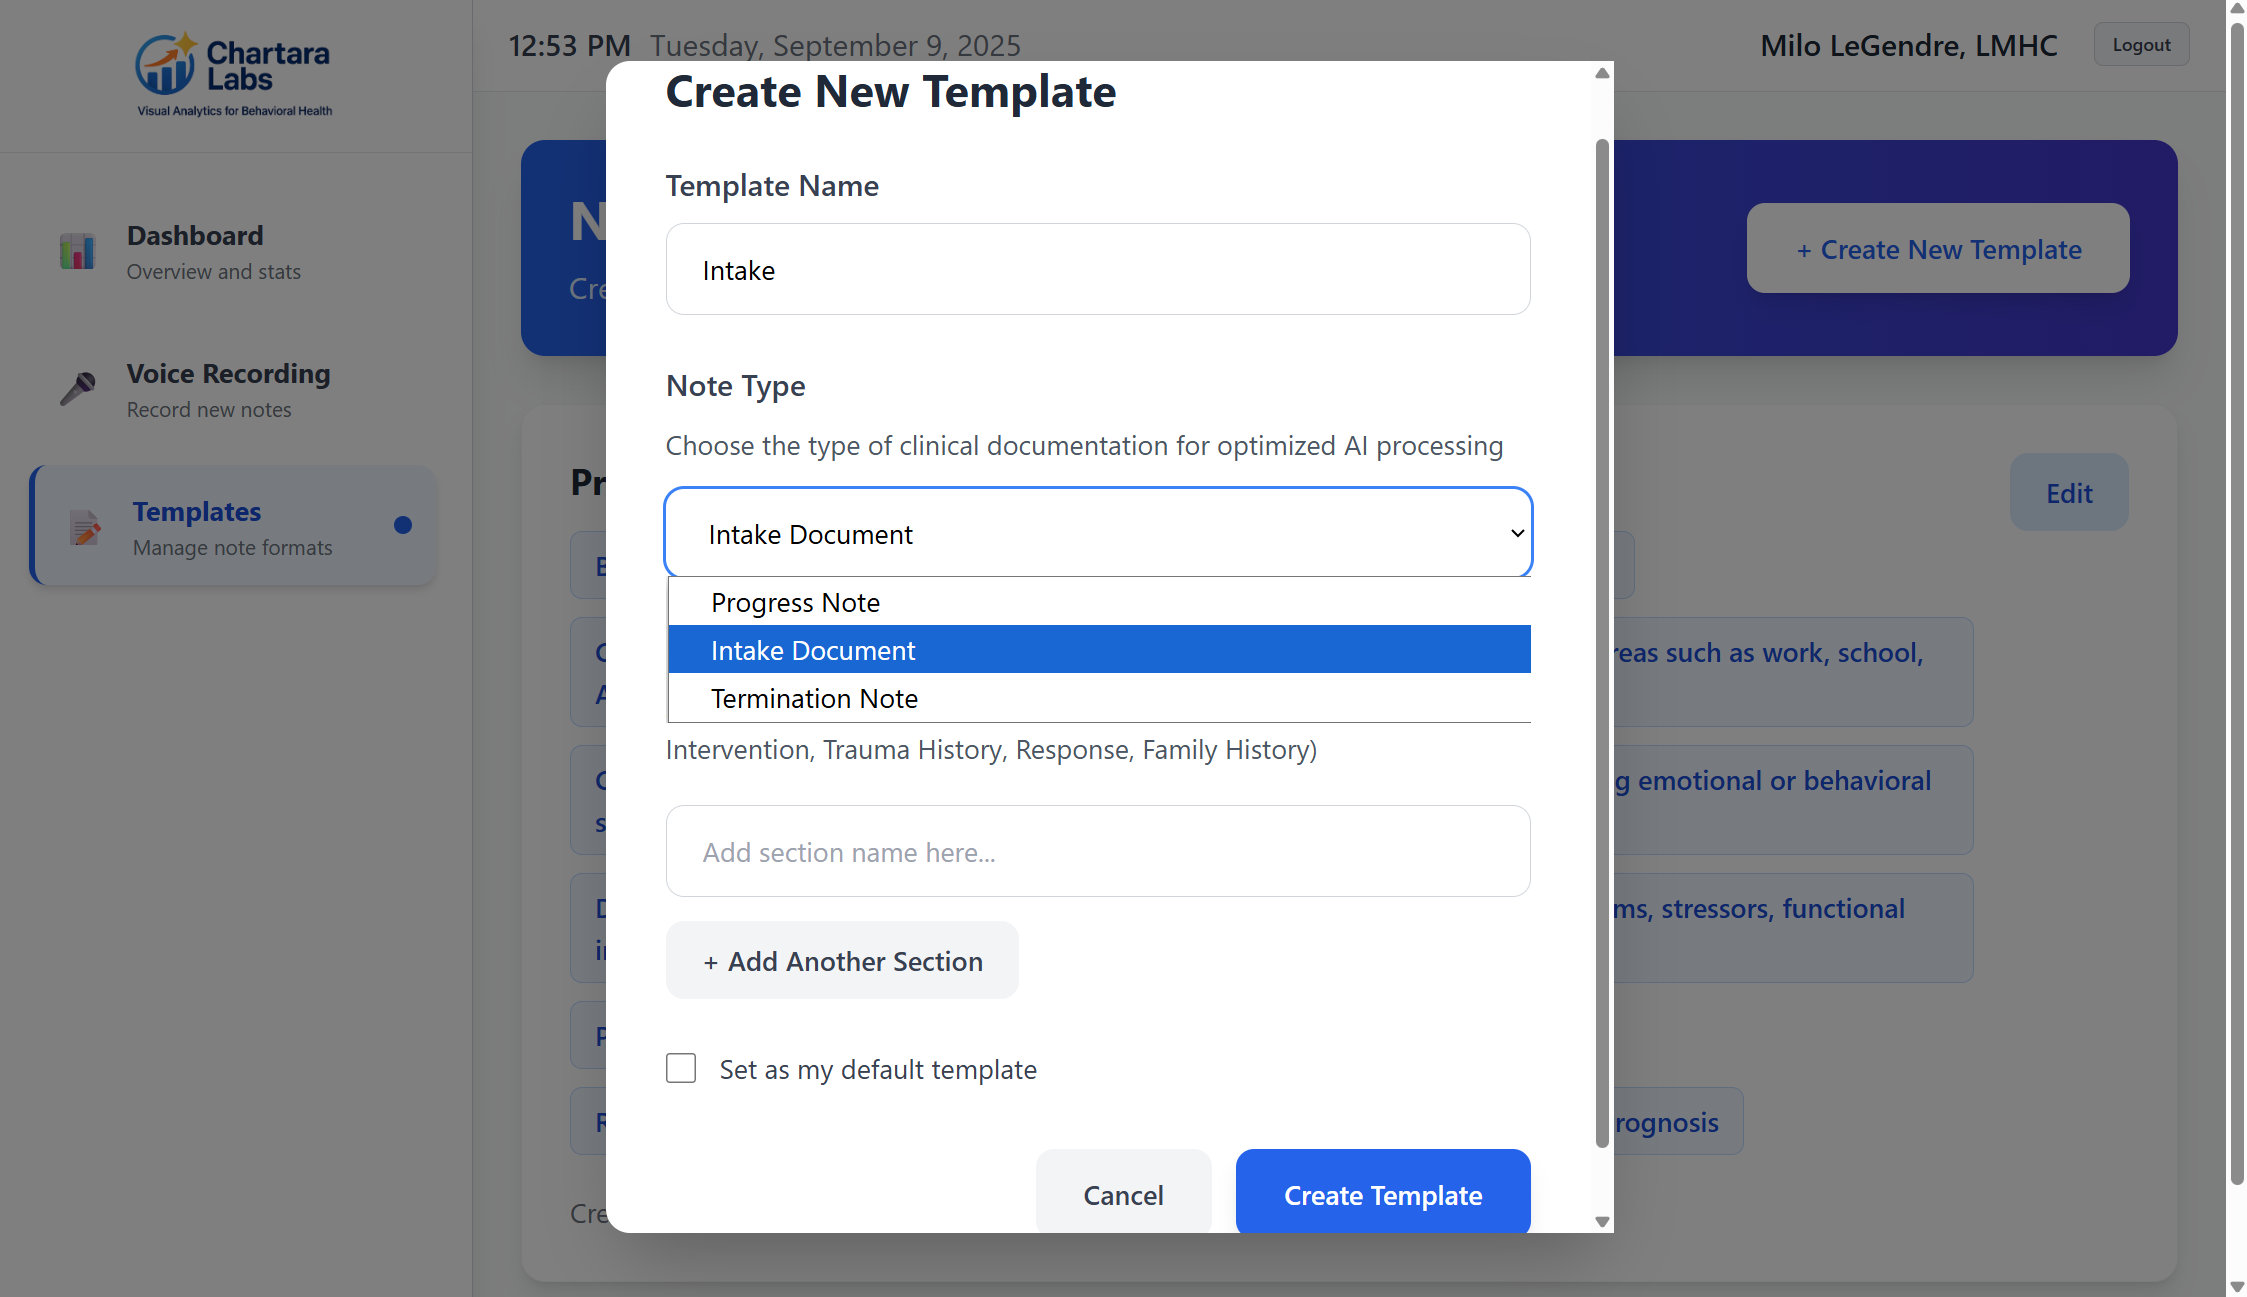 Chartara
Labs
Visual Analytics for Behavioral Health
12:53 PM Tuesday, September 9, 2025
Milo LeGendre, LMHC
Logout
Dashboard
Overview and stats
Voice Recording
Record new notes
Templates
Manage note formats
+ Create New Template
Edit
reas such as work, school,
g emotional or behavioral
ms, stressors, functional
rognosis
Cre
Create New Template
Template Name
Intake
Note Type
Choose the type of clinical documentation for optimized AI processing
Intake Document
Progress Note
Intake Document
Termination Note
Intervention, Trauma History, Response, Family History)
Add section name here...
+ Add Another Section
Set as my default template
Cancel
Create Template